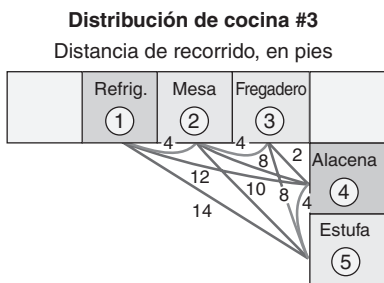 Distribución de cocina #3
Distancia de recorrido, en pies
Refrig. Mesa Fregadero
1 2 3
4 4
8 2
Alacena
12 10 8 4 4
14
Estufa
5